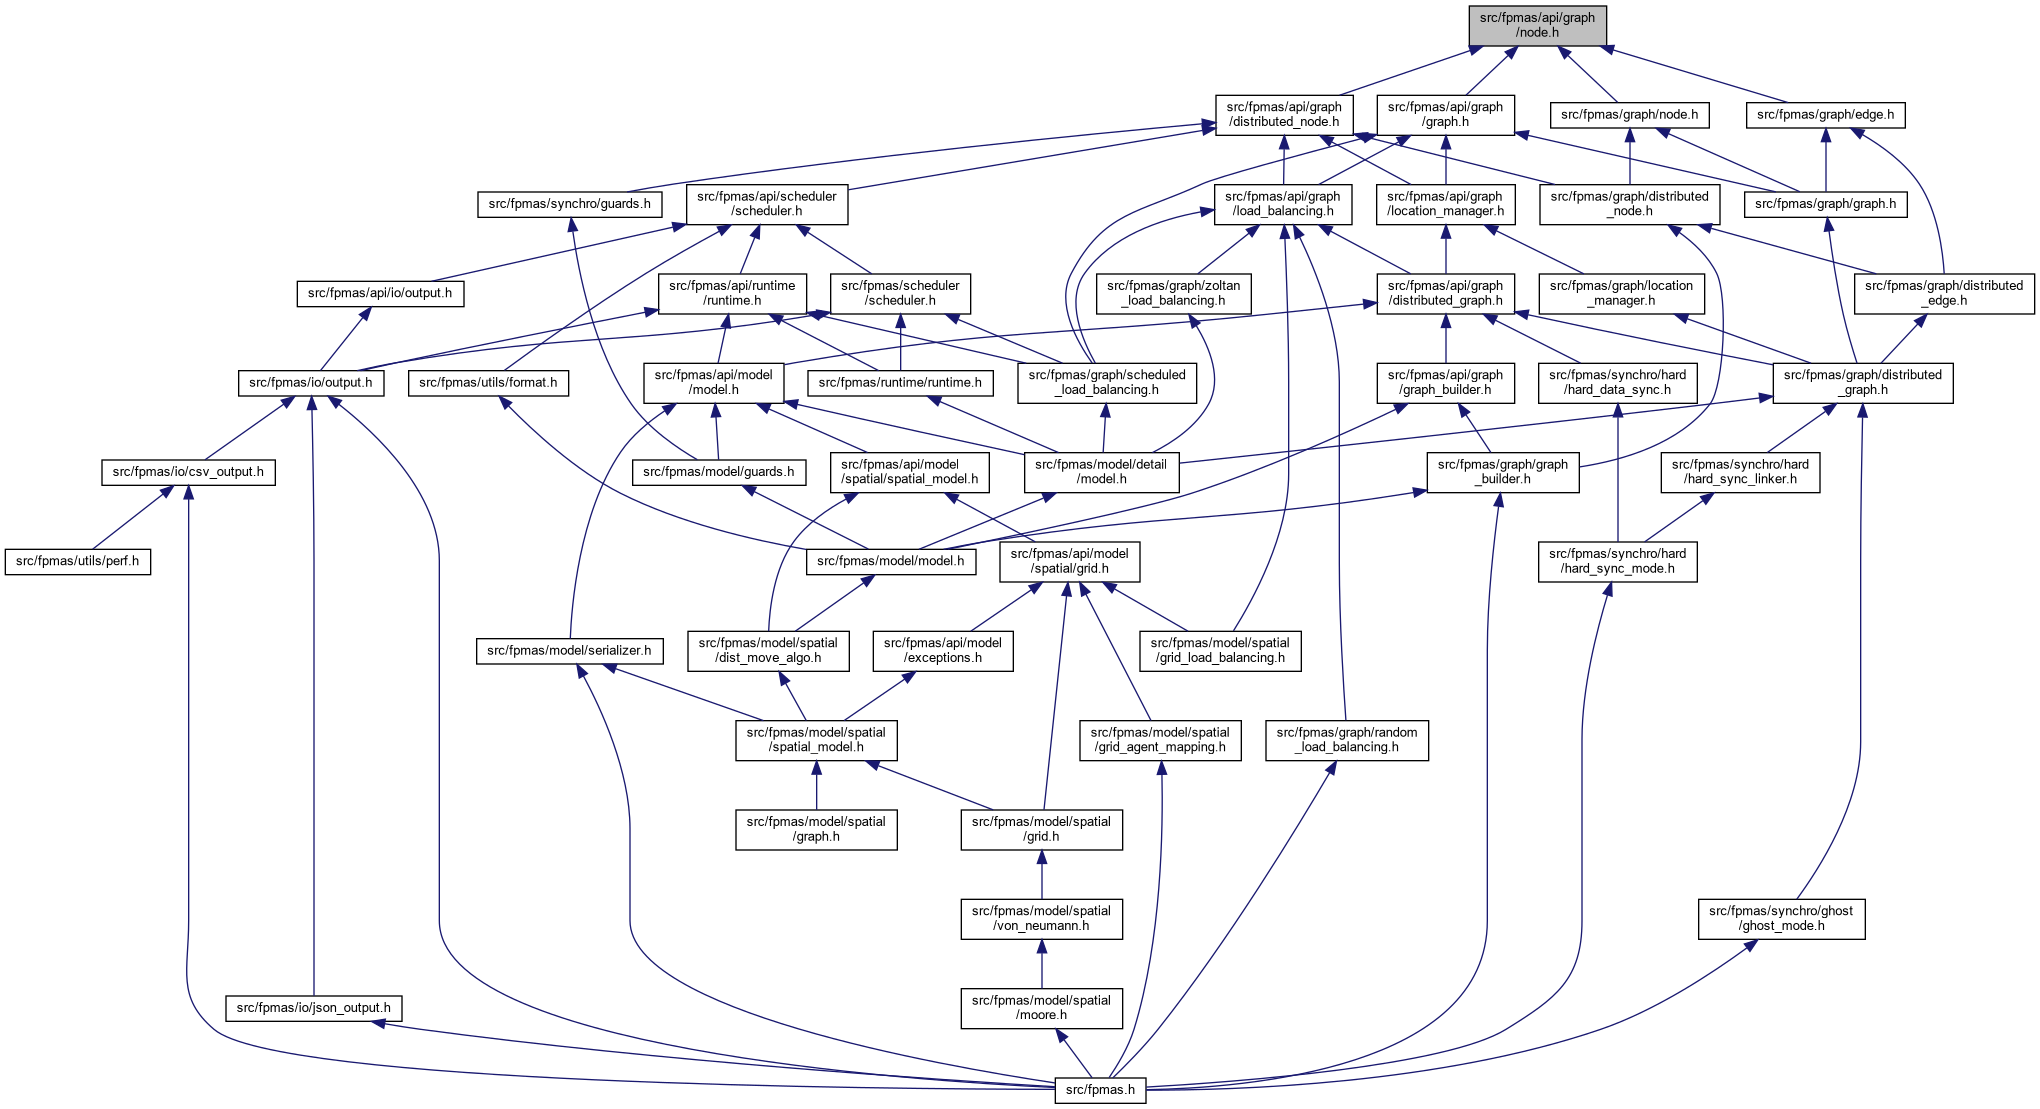 src/fpmas/api/graph
/node.h
src/fpmas/api/graph
/distributed_node.h
src/fpmas/api/graph
/graph.h
src/fpmas/graph/node.h
src/fpmas/graph/edge.h
src/fpmas/synchro/guards.h
src/fpmas/api/scheduler
/scheduler.h
src/fpmas/api/graph
/load_balancing.h
src/fpmas/api/graph
/location_manager.h
src/fpmas/graph/distributed
_node.h
src/fpmas/graph/graph.h
src/fpmas/api/io/output.h
src/fpmas/api/runtime
/runtime.h
src/fpmas/scheduler
/scheduler.h
src/fpmas/graph/zoltan
_load_balancing.h
src/fpmas/api/graph
/distributed_graph.h
src/fpmas/graph/location
_manager.h
src/fpmas/graph/distributed
_edge.h
src/fpmas/io/output.h
src/fpmas/utils/format.h
src/fpmas/api/model
/model.h
src/fpmas/runtime/runtime.h
src/fpmas/graph/scheduled
_load_balancing.h
src/fpmas/api/graph
/graph_builder.h
src/fpmas/synchro/hard
/hard_data_sync.h
src/fpmas/graph/distributed
_graph.h
src/fpmas/io/csv_output.h
src/fpmas/model/guards.h
src/fpmas/api/model
/spatial/spatial_model.h
src/fpmas/model/detail
/model.h
src/fpmas/graph/graph
_builder.h
src/fpmas/synchro/hard
/hard_sync_linker.h
src/fpmas/utils/perf.h
src/fpmas/model/model.h
src/fpmas/api/model
/spatial/grid.h
src/fpmas/synchro/hard
/hard_sync_mode.h
src/fpmas/model/serializer.h
src/fpmas/model/spatial
/dist_move_algo.h
src/fpmas/api/model
/exceptions.h
src/fpmas/model/spatial
/grid_load_balancing.h
src/fpmas/model/spatial
/spatial_model.h
src/fpmas/model/spatial
/grid_agent_mapping.h
src/fpmas/graph/random
_load_balancing.h
src/fpmas/model/spatial
/graph.h
src/fpmas/model/spatial
/grid.h
src/fpmas/model/spatial
/von_neumann.h
src/fpmas/synchro/ghost
/ghost_mode.h
src/fpmas/io/json_output.h
src/fpmas/model/spatial
/moore.h
src/fpmas.h